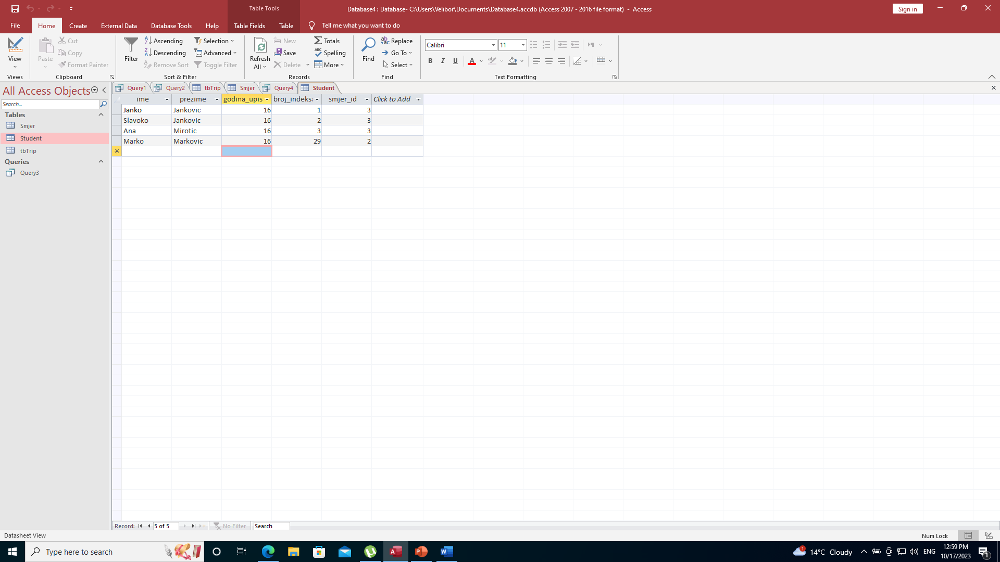 Table Tools
Database4 : Database- C:\Users\Velibor\Documents\Database4.accdb (Access 2007 - 2016 file format) - Access
Sign in
File Home Create External Data Database Tools Help Table Fields Table Tell me what you want to do
View
Views
Paste
Cut
Copy
Format Painter
Clipboard
Filter
Ascending
Descending
Remove Sort
Selection
Advanced
Toggle Filter
Sort & Filter
Refresh
All
New
Save
Delete
Totals
Spelling
More
Records
Find
Replace
Go To
Select
Find
Calibri 11
B I U A
Text Formatting
All Access Objects
Search...
Tables
Smjer
Student
tbTrip
Queries
Query3
Query1 Query2 tbTrip Smjer Query4 Student
ime prezime godina_upis broj_indeksa smjer_id Click to Add
Janko Jankovic 16 1 3
Slavoko Jankovic 16 2 3
Ana Mirotic 16 3 3
Marko Markovic 16 29 2
Record: 5 of 5 No Filter Search
Datasheet View
Num Lock
Type here to search
14°C Cloudy
ENG
12:59 PM
10/17/2023
1